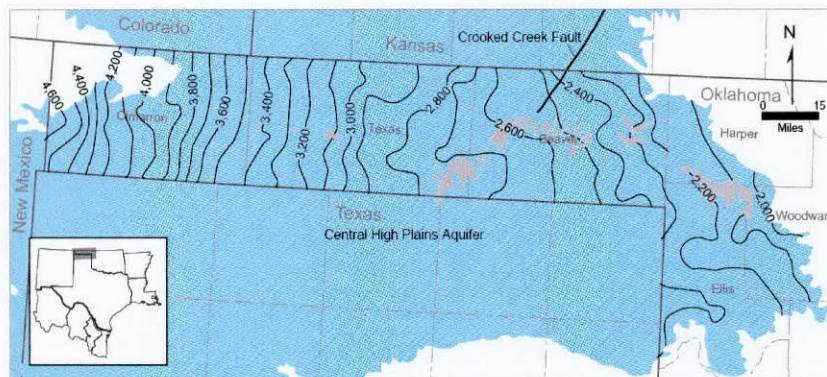 Colorado
Kansas
Crooked Creek Fault
N
Oklahoma
0 15
Miles
Harper
4,600
4,400
4,200
4,000
3,800
3,600
3,400
3,200
3,000
2,800
2,600
2,400
2,200
2,000
Cimarron
Texas
Beaver
New Mexico
Texas
Central High Plains Aquifer
Woodwar
Ellis